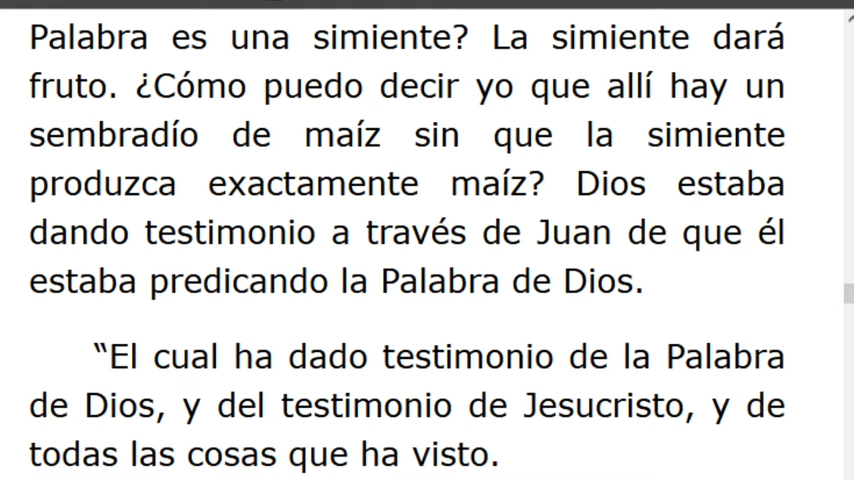 Palabra es una simiente? La simiente dará
fruto. ¿Cómo puedo decir yo que allí hay un
sembradío de maíz sin que la simiente
produzca exactamente maíz? Dios estaba
dando testimonio a través de Juan de que él
estaba predicando la Palabra de Dios.
“El cual ha dado testimonio de la Palabra
de Dios, y del testimonio de Jesucristo, y de
todas las cosas que ha visto.